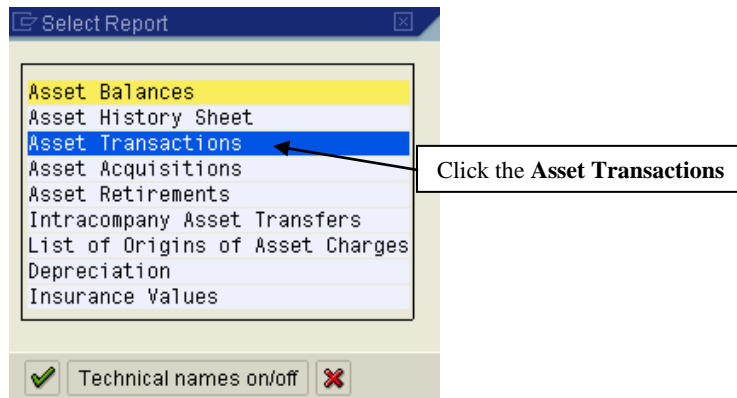 Select Report
Asset Balances
Asset History Sheet
Asset Transactions
Click the Asset Transactions
Asset Acquisitions
Asset Retirements
Intracompany Asset Transfers
List of Origins of Asset Charges
Depreciation
Insurance Values
Technical names on/off